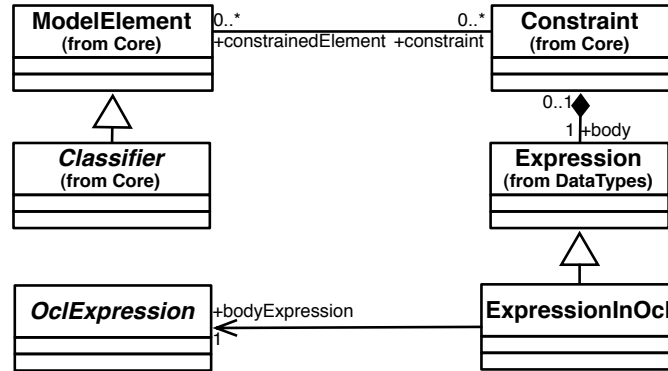 ModelElement
(from Core)
0..*
0..*
+constrainedElement
+constraint
Constraint
(from Core)
0..1
1
+body
Classifier
(from Core)
Expression
(from DataTypes)
OclExpression
+bodyExpression
1
ExpressionInOcl